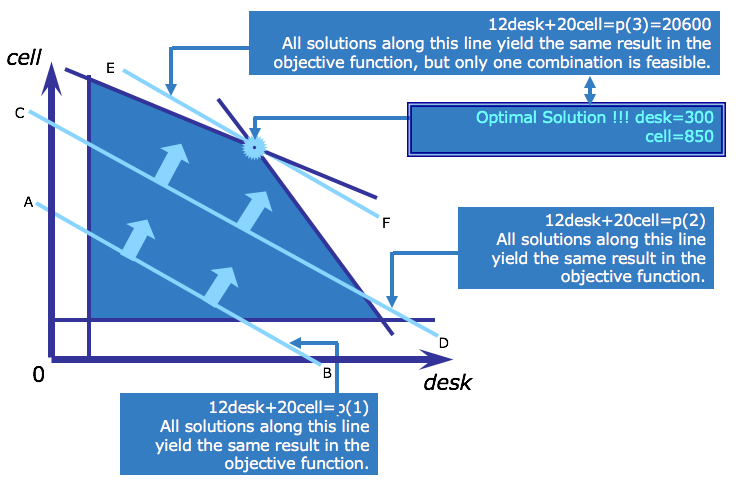 12desk+20cell=p(3)=20600
All solutions along this line yield the same result in the
objective function, but only one combination is feasible.
cell
E
C
Optimal Solution !!! desk=300
cell=850
A
F
12desk+20cell=p(2)
All solutions along this line
yield the same result in the
objective function.
D
B
0
desk
12desk+20cell=p(1)
All solutions along this line
yield the same result in the
objective function.